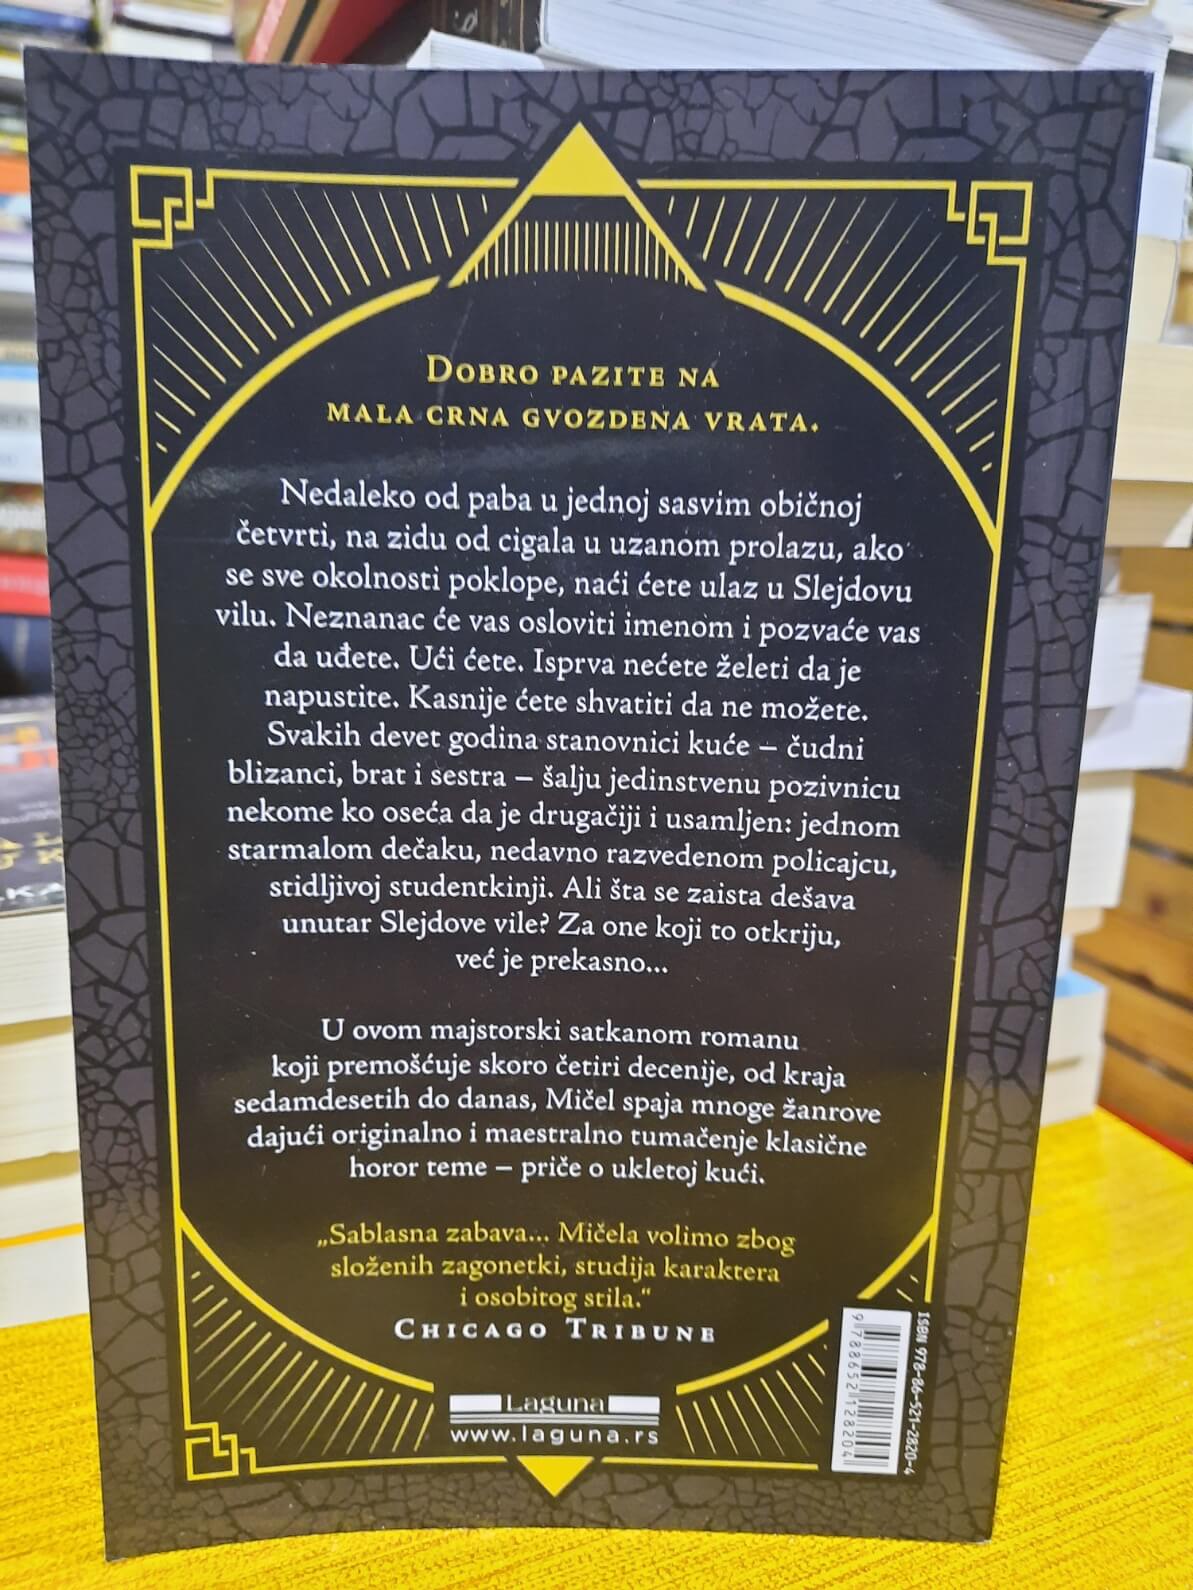 DOBRO PAZITE NA
MALA CRNA GVOZDENA VRATA.
Nedaleko od paba u jednoj sasvim običnoj
četvrti, na zidu od cigala u uzanom prolazu, ako
se sve okolnosti poklope, naći ćete ulaz u Slejdovu
vilu. Neznanac će vas osloviti imenom i pozvaće vas
da uđete. Ući ćete. Isprva nećete želeti da je
napustite. Kasnije ćete shvatiti da ne možete.
Svakih devet godina stanovnici kuće – čudni
blizanci, brat i sestra – šalju jedinstvenu pozivnicu
nekome ko oseća da je drugačiji i usamljen: jednom
starmalom dečaku, nedavno razvedenom policajcu,
stidljivoj studentkinji. Ali šta se zaista dešava
unutar Slejdove vile? Za one koji to otkriju,
već je prekasno...
U ovom majstorski satkanom romanu
koji premošćuje skoro četiri decenije, od kraja
sedamdesetih do danas, Mičel spaja mnoge žanrove
dajući originalno i maestralno tumačenje klasične
horor teme – priče o ukletoj kući.
„Sablasna zabava... Mičela volimo zbog
složenih zagonetki, studija karaktera
i osobitog stila.“
CHICAGO TRIBUNE
Laguna
www.laguna.rs
ISBN 978-86-521-2820-4
9788652128204